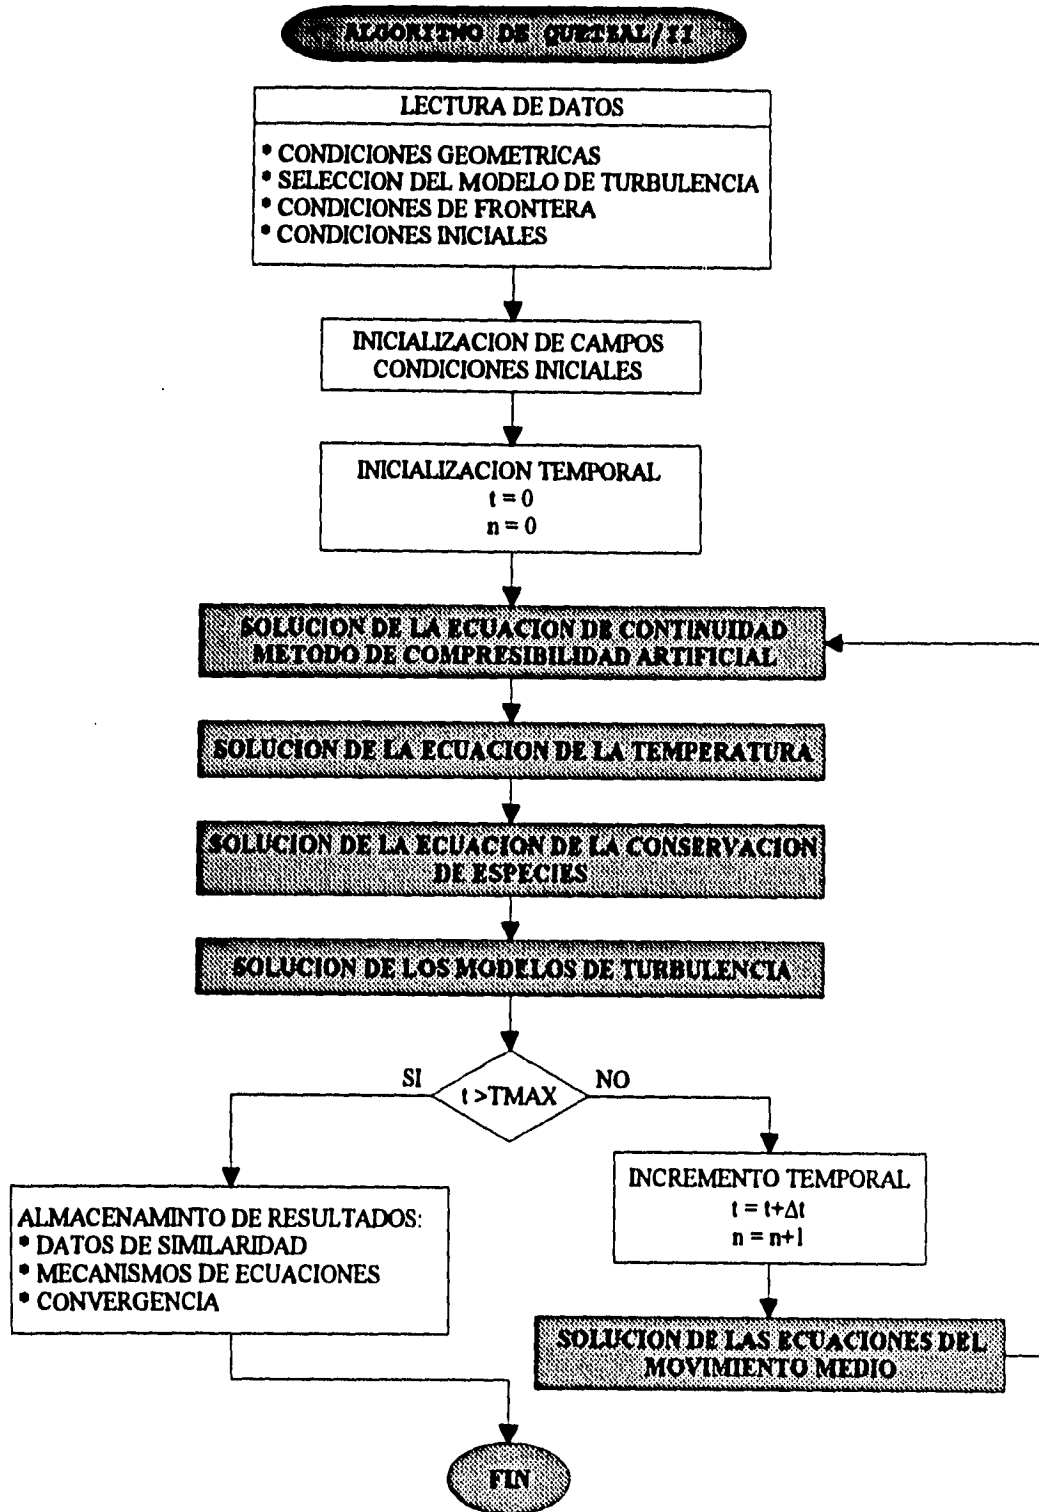 ALGORITMO DE QUETZAL/II
LECTURA DE DATOS
* CONDICIONES GEOMETRICAS
* SELECCION DEL MODELO DE TURBULENCIA
* CONDICIONES DE FRONTERA
* CONDICIONES INICIALES
INICIALIZACION DE CAMPOS
CONDICIONES INICIALES
INICIALIZACION TEMPORAL
t = 0
n = 0
SOLUCION DE LA ECUACION DE CONTINUIDAD
METODO DE COMPRESIBILIDAD ARTIFICIAL
SOLUCION DE LA ECUACION DE LA TEMPERATURA
SOLUCION DE LA ECUACION DE LA CONSERVACION
DE ESPECIES
SOLUCION DE LOS MODELOS DE TURBULENCIA
SI
t >TMAX
NO
INCREMENTO TEMPORAL
t = t+Δt
n = n+1
ALMACENAMINTO DE RESULTADOS:
* DATOS DE SIMILARIDAD
* MECANISMOS DE ECUACIONES
* CONVERGENCIA
SOLUCION DE LAS ECUACIONES DEL
MOVIMIENTO MEDIO
FIN